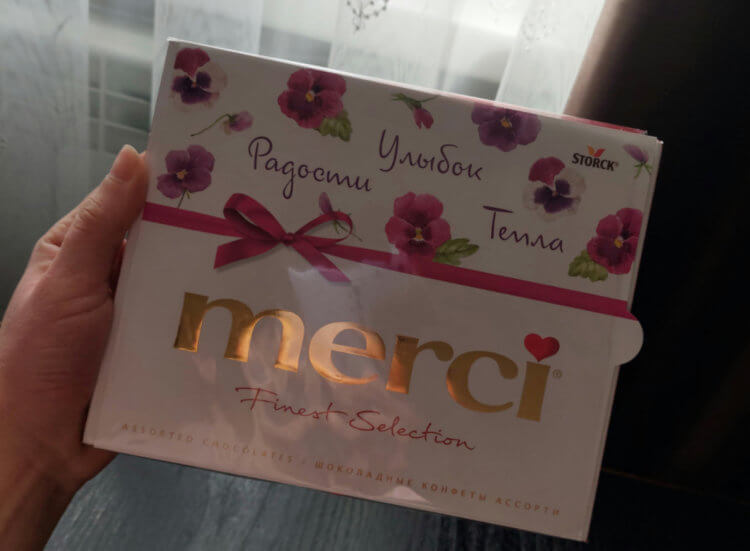 Радости
Улыбок
STORCK®
Тепла
merci®
Finest Selection
ASSORTED CHOCOLATES / ШОКОЛАДНЫЕ КОНФЕТЫ АССОРТИ